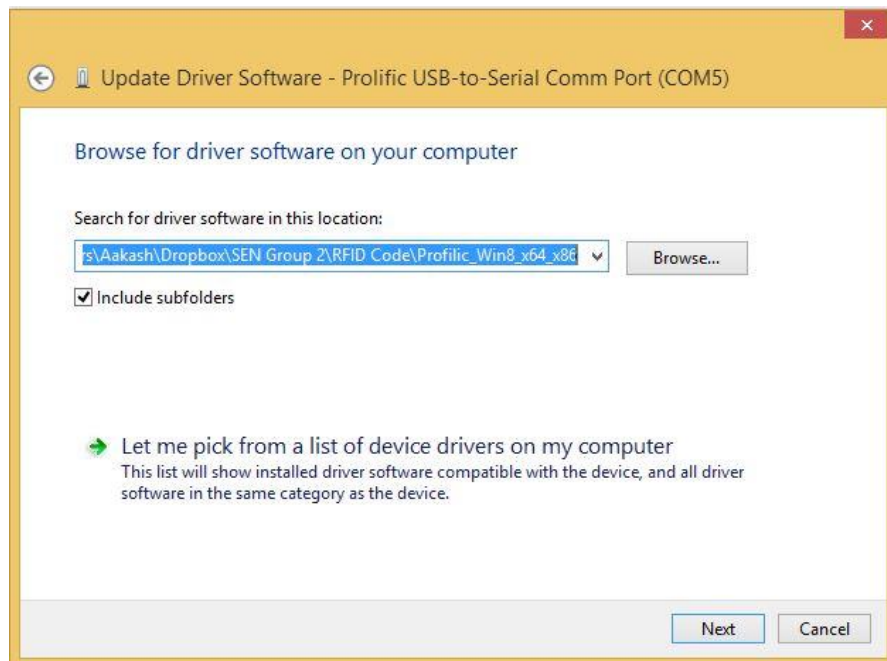 Update Driver Software - Prolific USB-to-Serial Comm Port (COM5)
Browse for driver software on your computer
Search for driver software in this location:
rs\Aakash\Dropbox\SEN Group 2\RFID Code\Profilic_Win8_x64_x86
Browse...
Include subfolders
Let me pick from a list of device drivers on my computer
This list will show installed driver software compatible with the device, and all driver
software in the same category as the device.
Next
Cancel